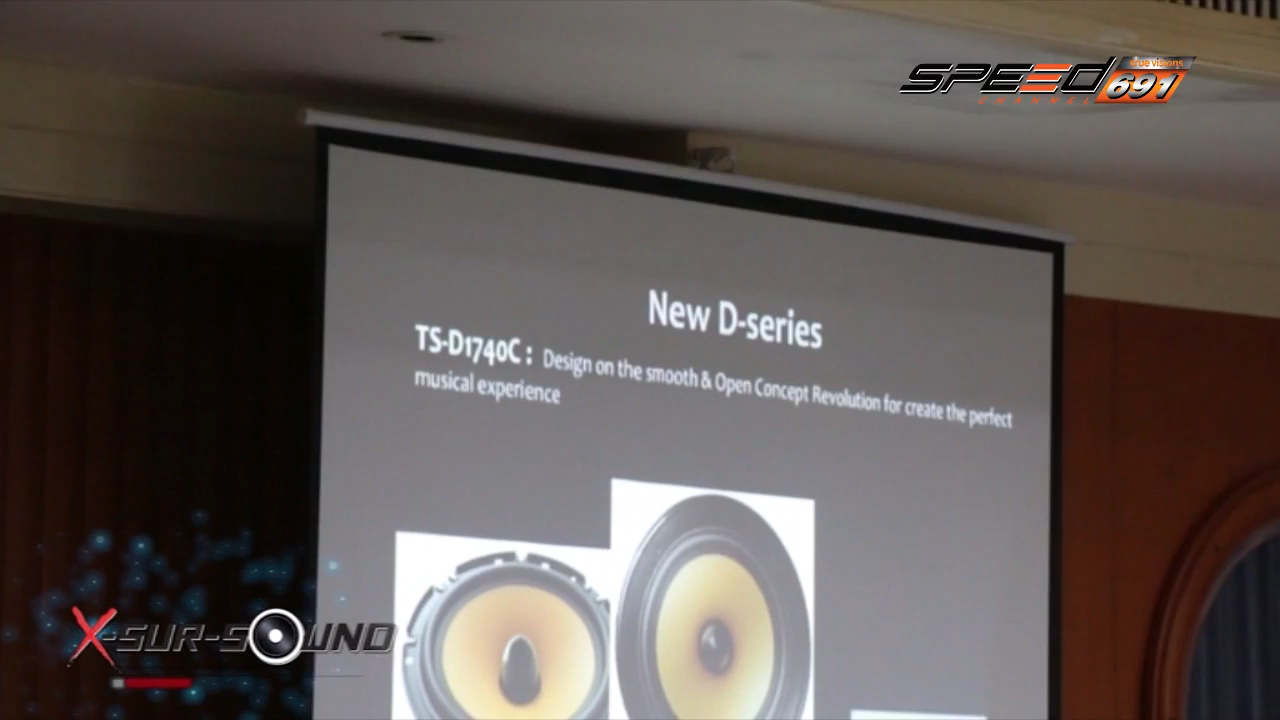 SPEED
true visions
691
CHANNEL
New D-series
TS-D1740C : Design on the smooth & Open Concept Revolution for create the perfect
musical experience
X-SUR-SOUND